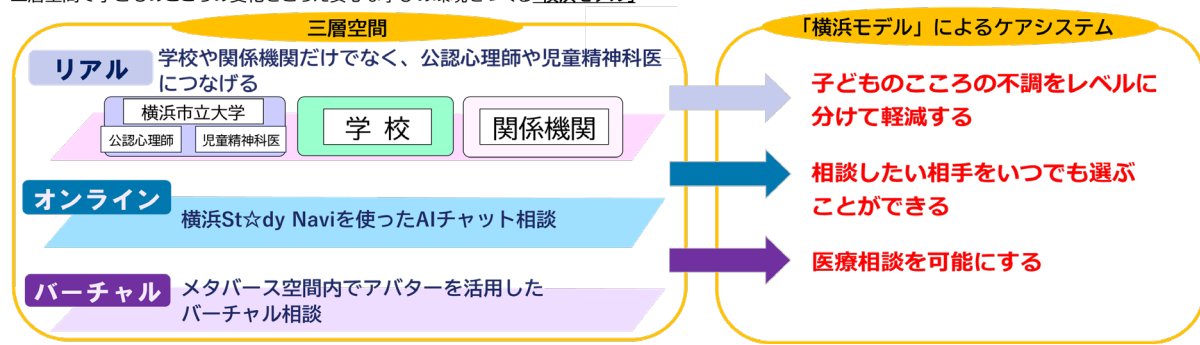 三層空間
リアル
学校や関係機関だけでなく、公認心理師や児童精神科医
につなげる
横浜市立大学
公認心理師
児童精神科医
学 校
関係機関
オンライン
横浜St☆dy Naviを使ったAIチャット相談
バーチャル
メタバース空間内でアバターを活用した
バーチャル相談
「横浜モデル」によるケアシステム
子どものこころの不調をレベルに
分けて軽減する
相談したい相手をいつでも選ぶ
ことができる
医療相談を可能にする